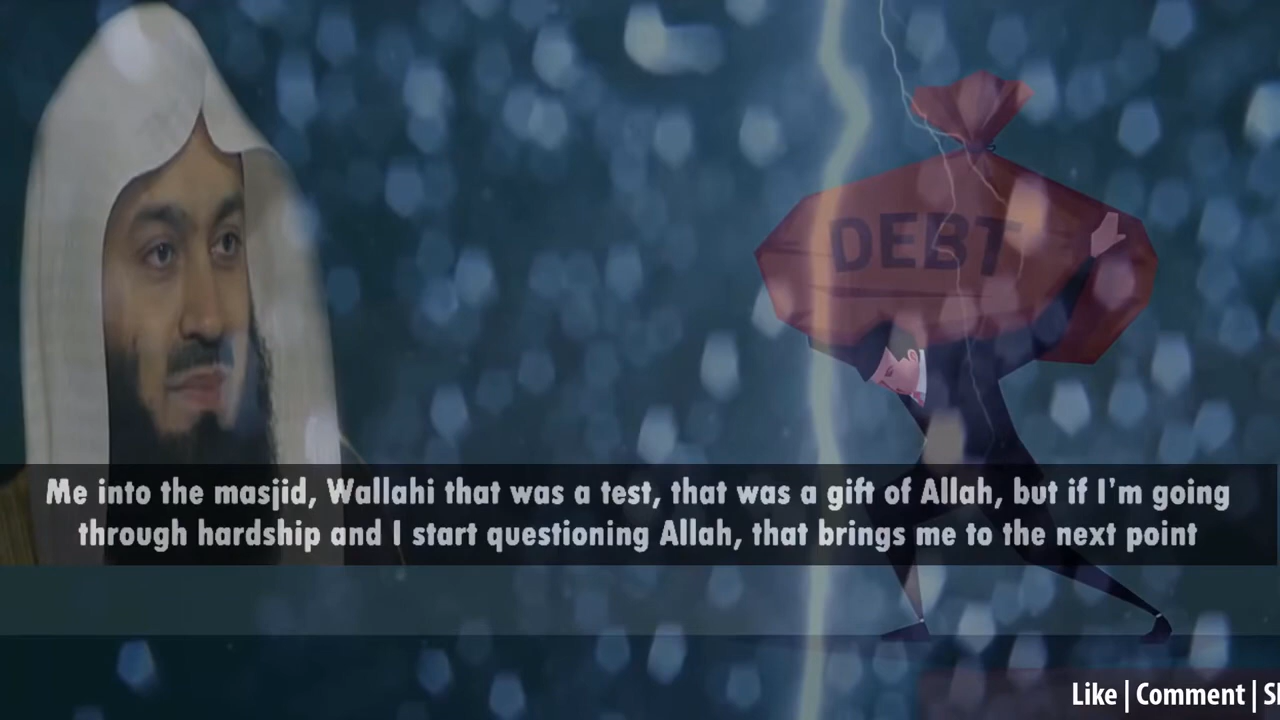 DEBT
Me into the masjid, Wallahi that was a test, that was a gift of Allah, but if I'm going
through hardship and I start questioning Allah, that brings me to the next point
Like | Comment |